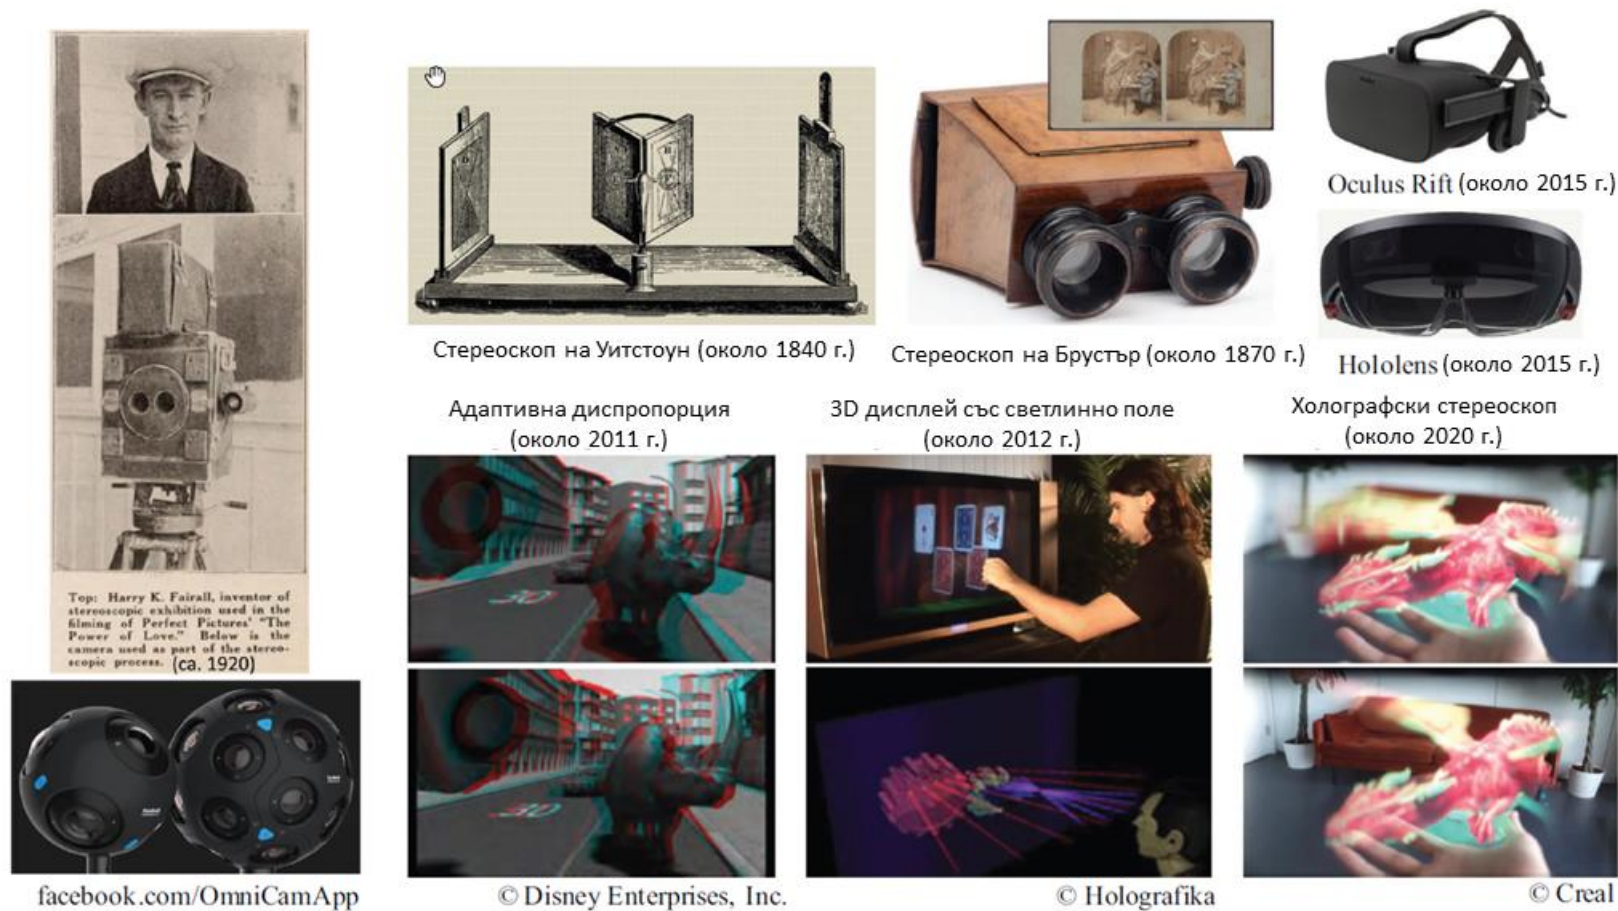 Top: Harry K. Fairall, inventor of
stereoscopic exhibition used in the
filming of Perfect Pictures' "The
Power of Love." Below is the
camera used as part of the stereo-
scopic process. (ca. 1920)
facebook.com/OmniCamApp
Стереоскоп на Уитстоун (около 1840 г.)
Стереоскоп на Брустър (около 1870 г.)
Oculus Rift (около 2015 г.)
Hololens (около 2015 г.)
Адаптивна диспропорция
(около 2011 г.)
3D
3D
© Disney Enterprises, Inc.
3D дисплей със светлинно поле
(около 2012 г.)
© Holografika
Холографски стереоскоп
(около 2020 г.)
© Creal